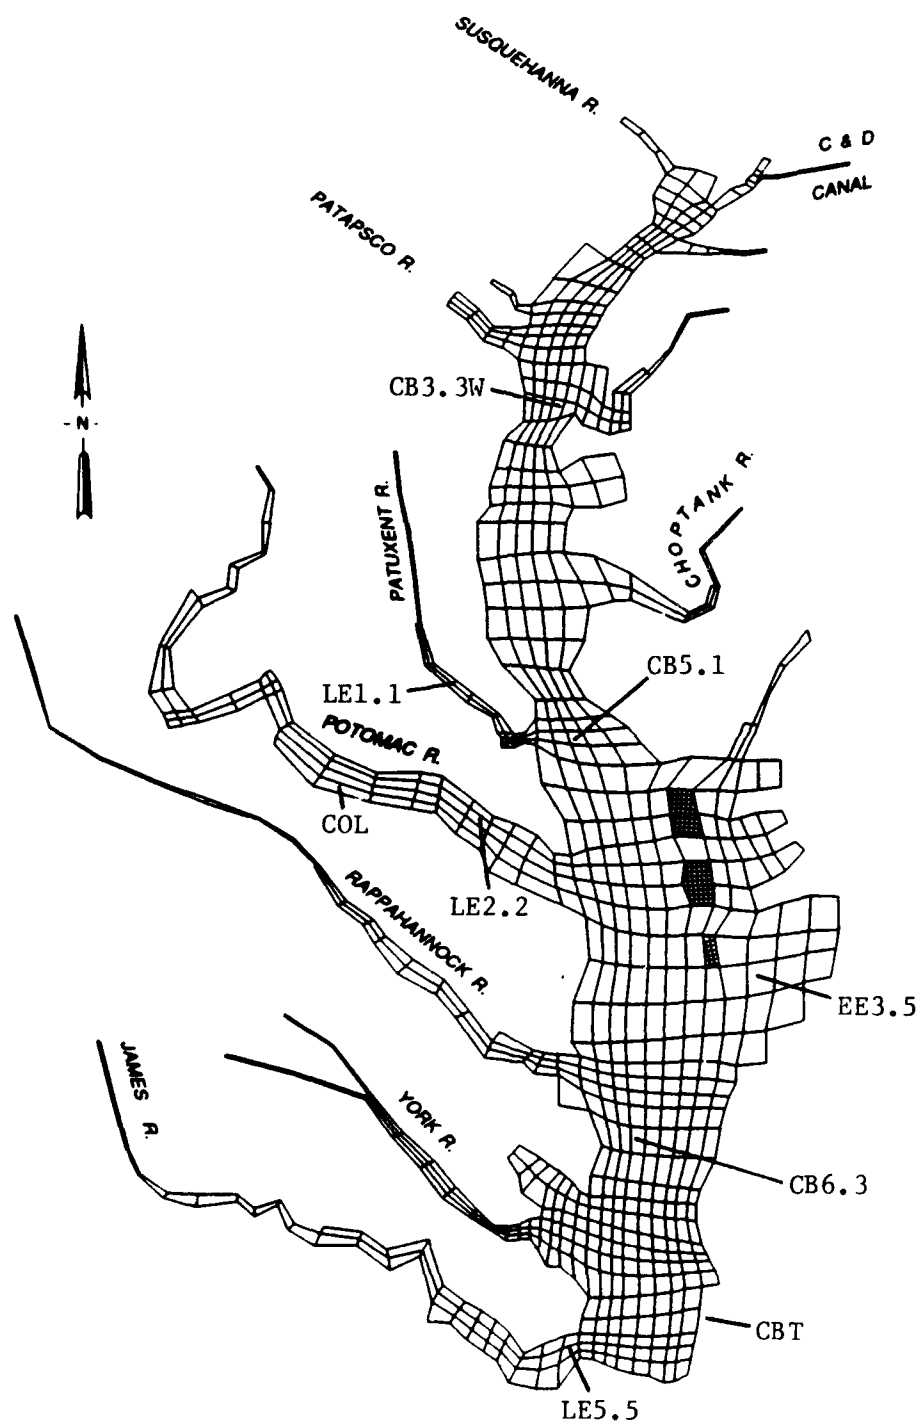 SUSQUEHANNA R.
C & D
CANAL
PATAPSCO R.
CB3.3W
- N -
CHOPTANK R.
PATUXENT R.
CB5.1
LE1.1
POTOMAC R.
COL
LE2.2
RAPPAHANNOCK R.
EE3.5
JAMES R.
YORK R.
CB6.3
CBT
LE5.5